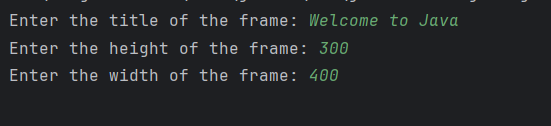 Enter the title of the frame: Welcome to Java
Enter the height of the frame: 300
Enter the width of the frame: 400